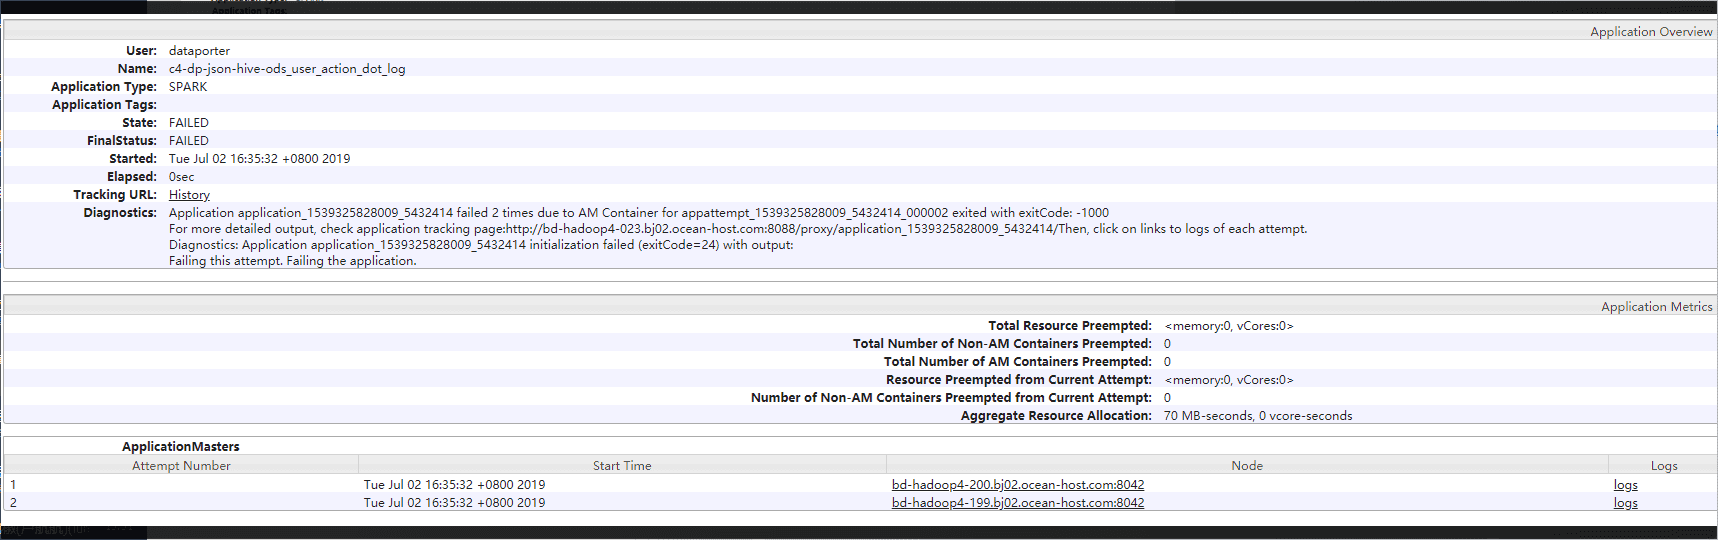 Application Overview
User: dataporter
Name: c4-dp-json-hive-ods_user_action_dot_log
Application Type: SPARK
Application Tags:
State: FAILED
FinalStatus: FAILED
Started: Tue Jul 02 16:35:32 +0800 2019
Elapsed: 0sec
Tracking URL: History
Diagnostics: Application application_1539325828009_5432414 failed 2 times due to AM Container for appattempt_1539325828009_5432414_000002 exited with exitCode: -1000
For more detailed output, check application tracking page:http://bd-hadoop4-023.bj02.ocean-host.com:8088/proxy/application_1539325828009_5432414/Then, click on links to logs of each attempt.
Diagnostics: Application application_1539325828009_5432414 initialization failed (exitCode=24) with output:
Failing this attempt. Failing the application.
Application Metrics
Total Resource Preempted: <memory:0, vCores:0>
Total Number of Non-AM Containers Preempted: 0
Total Number of AM Containers Preempted: 0
Resource Preempted from Current Attempt: <memory:0, vCores:0>
Number of Non-AM Containers Preempted from Current Attempt: 0
Aggregate Resource Allocation: 70 MB-seconds, 0 vcore-seconds
ApplicationMasters
Attempt Number Start Time Node Logs
1 Tue Jul 02 16:35:32 +0800 2019 bd-hadoop4-200.bj02.ocean-host.com:8042 logs
2 Tue Jul 02 16:35:32 +0800 2019 bd-hadoop4-199.bj02.ocean-host.com:8042 logs